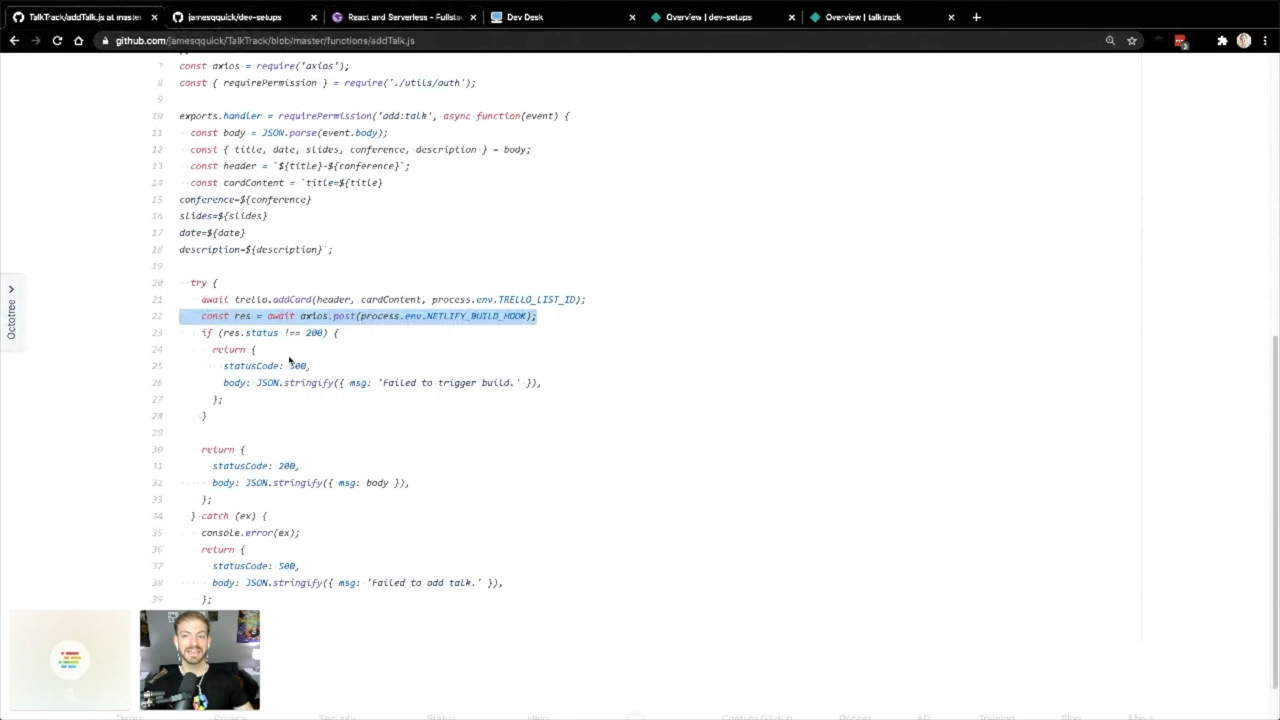 TalkTrack/addTalk.js at master
jamesqquick/dev-setups
React and Serverless - Fullsta
Dev Desk
Overview | dev-setups
Overview | talktrack
github.com/jamesqquick/TalkTrack/blob/master/functions/addTalk.js
7 const axios = require('axios');
8 const { requirePermission } = require('./utils/auth');
9
10 exports.handler = requirePermission('add:talk', async function(event) {
11 const body = JSON.parse(event.body);
12 const { title, date, slides, conference, description } = body;
13 const header = `${title}-${conference}`;
14 const cardContent = `title=${title}
15 conference=${conference}
16 slides=${slides}
17 date=${date}
18 description=${description}`;
19
20 try {
21 await trello.addCard(header, cardContent, process.env.TRELLO_LIST_ID);
22 const res = await axios.post(process.env.NETLIFY_BUILD_HOOK);
23 if (res.status !== 200) {
24 return {
25 statusCode: 500,
26 body: JSON.stringify({ msg: 'Failed to trigger build.' }),
27 };
28 }
29
30 return {
31 statusCode: 200,
32 body: JSON.stringify({ msg: body }),
33 };
34 } catch (ex) {
35 console.error(ex);
36 return {
37 statusCode: 500,
38 body: JSON.stringify({ msg: 'Failed to add talk.' }),
39 };
Octotree